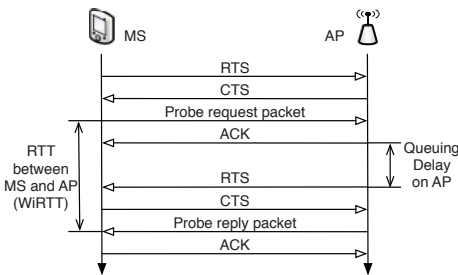 MS
AP
RTS
CTS
Probe request packet
ACK
RTT
between
MS and AP
(WiRTT)
Queuing
Delay
on AP
RTS
CTS
Probe reply packet
ACK